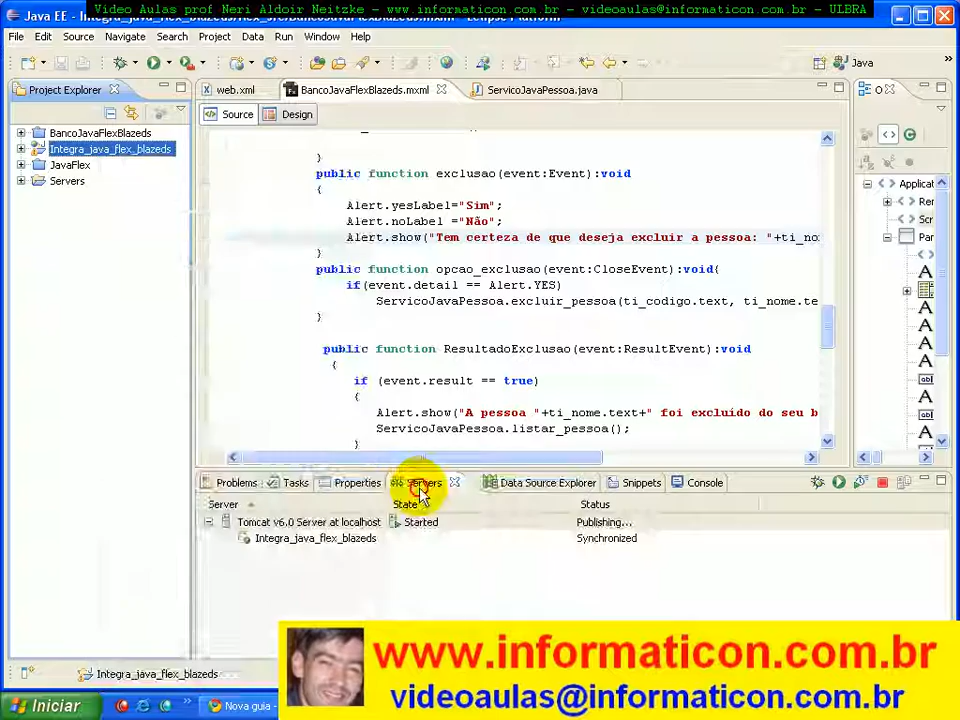 Video Aulas prof Neri Aldoir Neitzke - www.informaticon.com.br - videoaulas@informaticon.com.br - ULBRA
File Edit Source Navigate Search Project Data Run Window Help
Java
Project Explorer
web.xml BancoJavaFlexBlazeds.mxml ServicoJavaPessoa.java
Source Design
BancoJavaFlexBlazeds
Integra_java_flex_blazeds
JavaFlex
Servers
}
public function exclusao(event:Event):void
{
Alert.yesLabel="Sim";
Alert.noLabel ="Não";
Alert.show("Tem certeza de que deseja excluir a pessoa: "+ti_no
}
public function opcao_exclusao(event:CloseEvent):void{
if(event.detail == Alert.YES)
ServicoJavaPessoa.excluir_pessoa(ti_codigo.text, ti_nome.te
}
public function ResultadoExclusao(event:ResultEvent):void
{
if (event.result == true)
{
Alert.show("A pessoa "+ti_nome.text+" foi excluído do seu b
ServicoJavaPessoa.listar_pessoa();
}
Applicat
Rer
Scr
Par
Problems Tasks Properties Servers Data Source Explorer Snippets Console
Server State Status
Tomcat v6.0 Server at localhost Started Publishing...
Integra_java_flex_blazeds Synchronized
www.informaticon.com.br
videoaulas@informaticon.com.br
Integra_java_flex_blazeds
Iniciar
Nova guia -